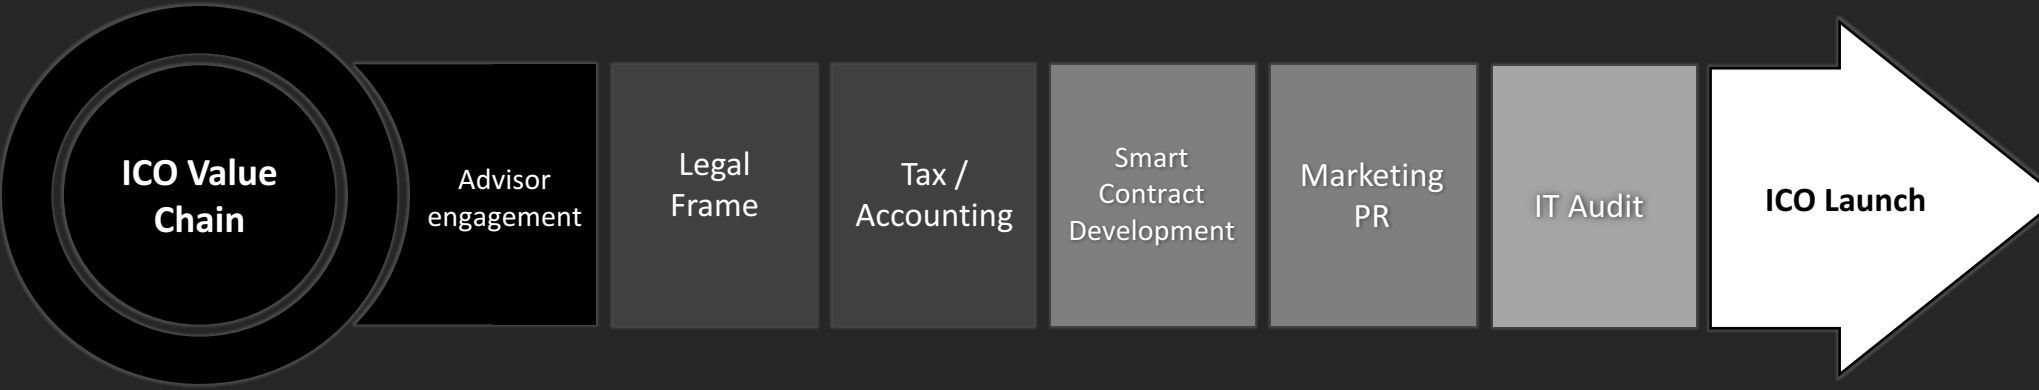 ICO Value
Chain
Advisor
engagement
Legal
Frame
Tax /
Accounting
Smart
Contract
Development
Marketing
PR
IT Audit
ICO Launch